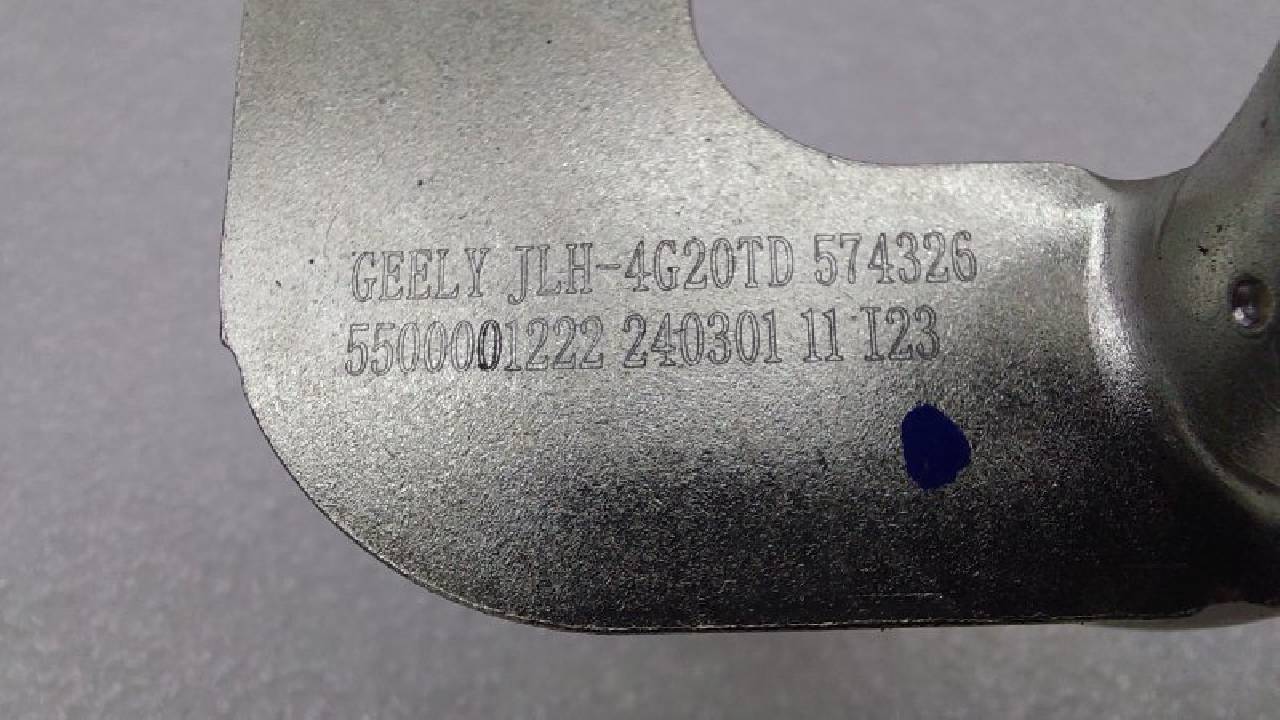 GEELY JLH-4G20TD 574326
5500001222 240301 11 I23